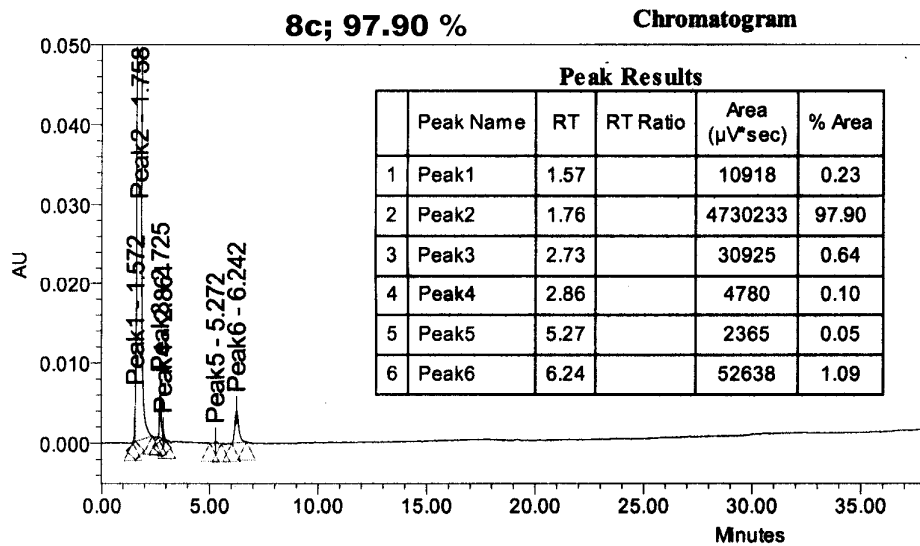 8c; 97.90 %
Chromatogram
Peak Results
Peak Name RT RT Ratio Area (µV*sec) % Area
1 Peak1 1.57 10918 0.23
2 Peak2 1.76 4730233 97.90
3 Peak3 2.73 30925 0.64
4 Peak4 2.86 4780 0.10
5 Peak5 5.27 2365 0.05
6 Peak6 6.24 52638 1.09
AU
0.050
0.040
0.030
0.020
0.010
0.000
Peak1 - 1.572
Peak2 - 1.758
Peak5 - 5.272
Peak6 - 6.242
0.00 5.00 10.00 15.00 20.00 25.00 30.00 35.00
Minutes